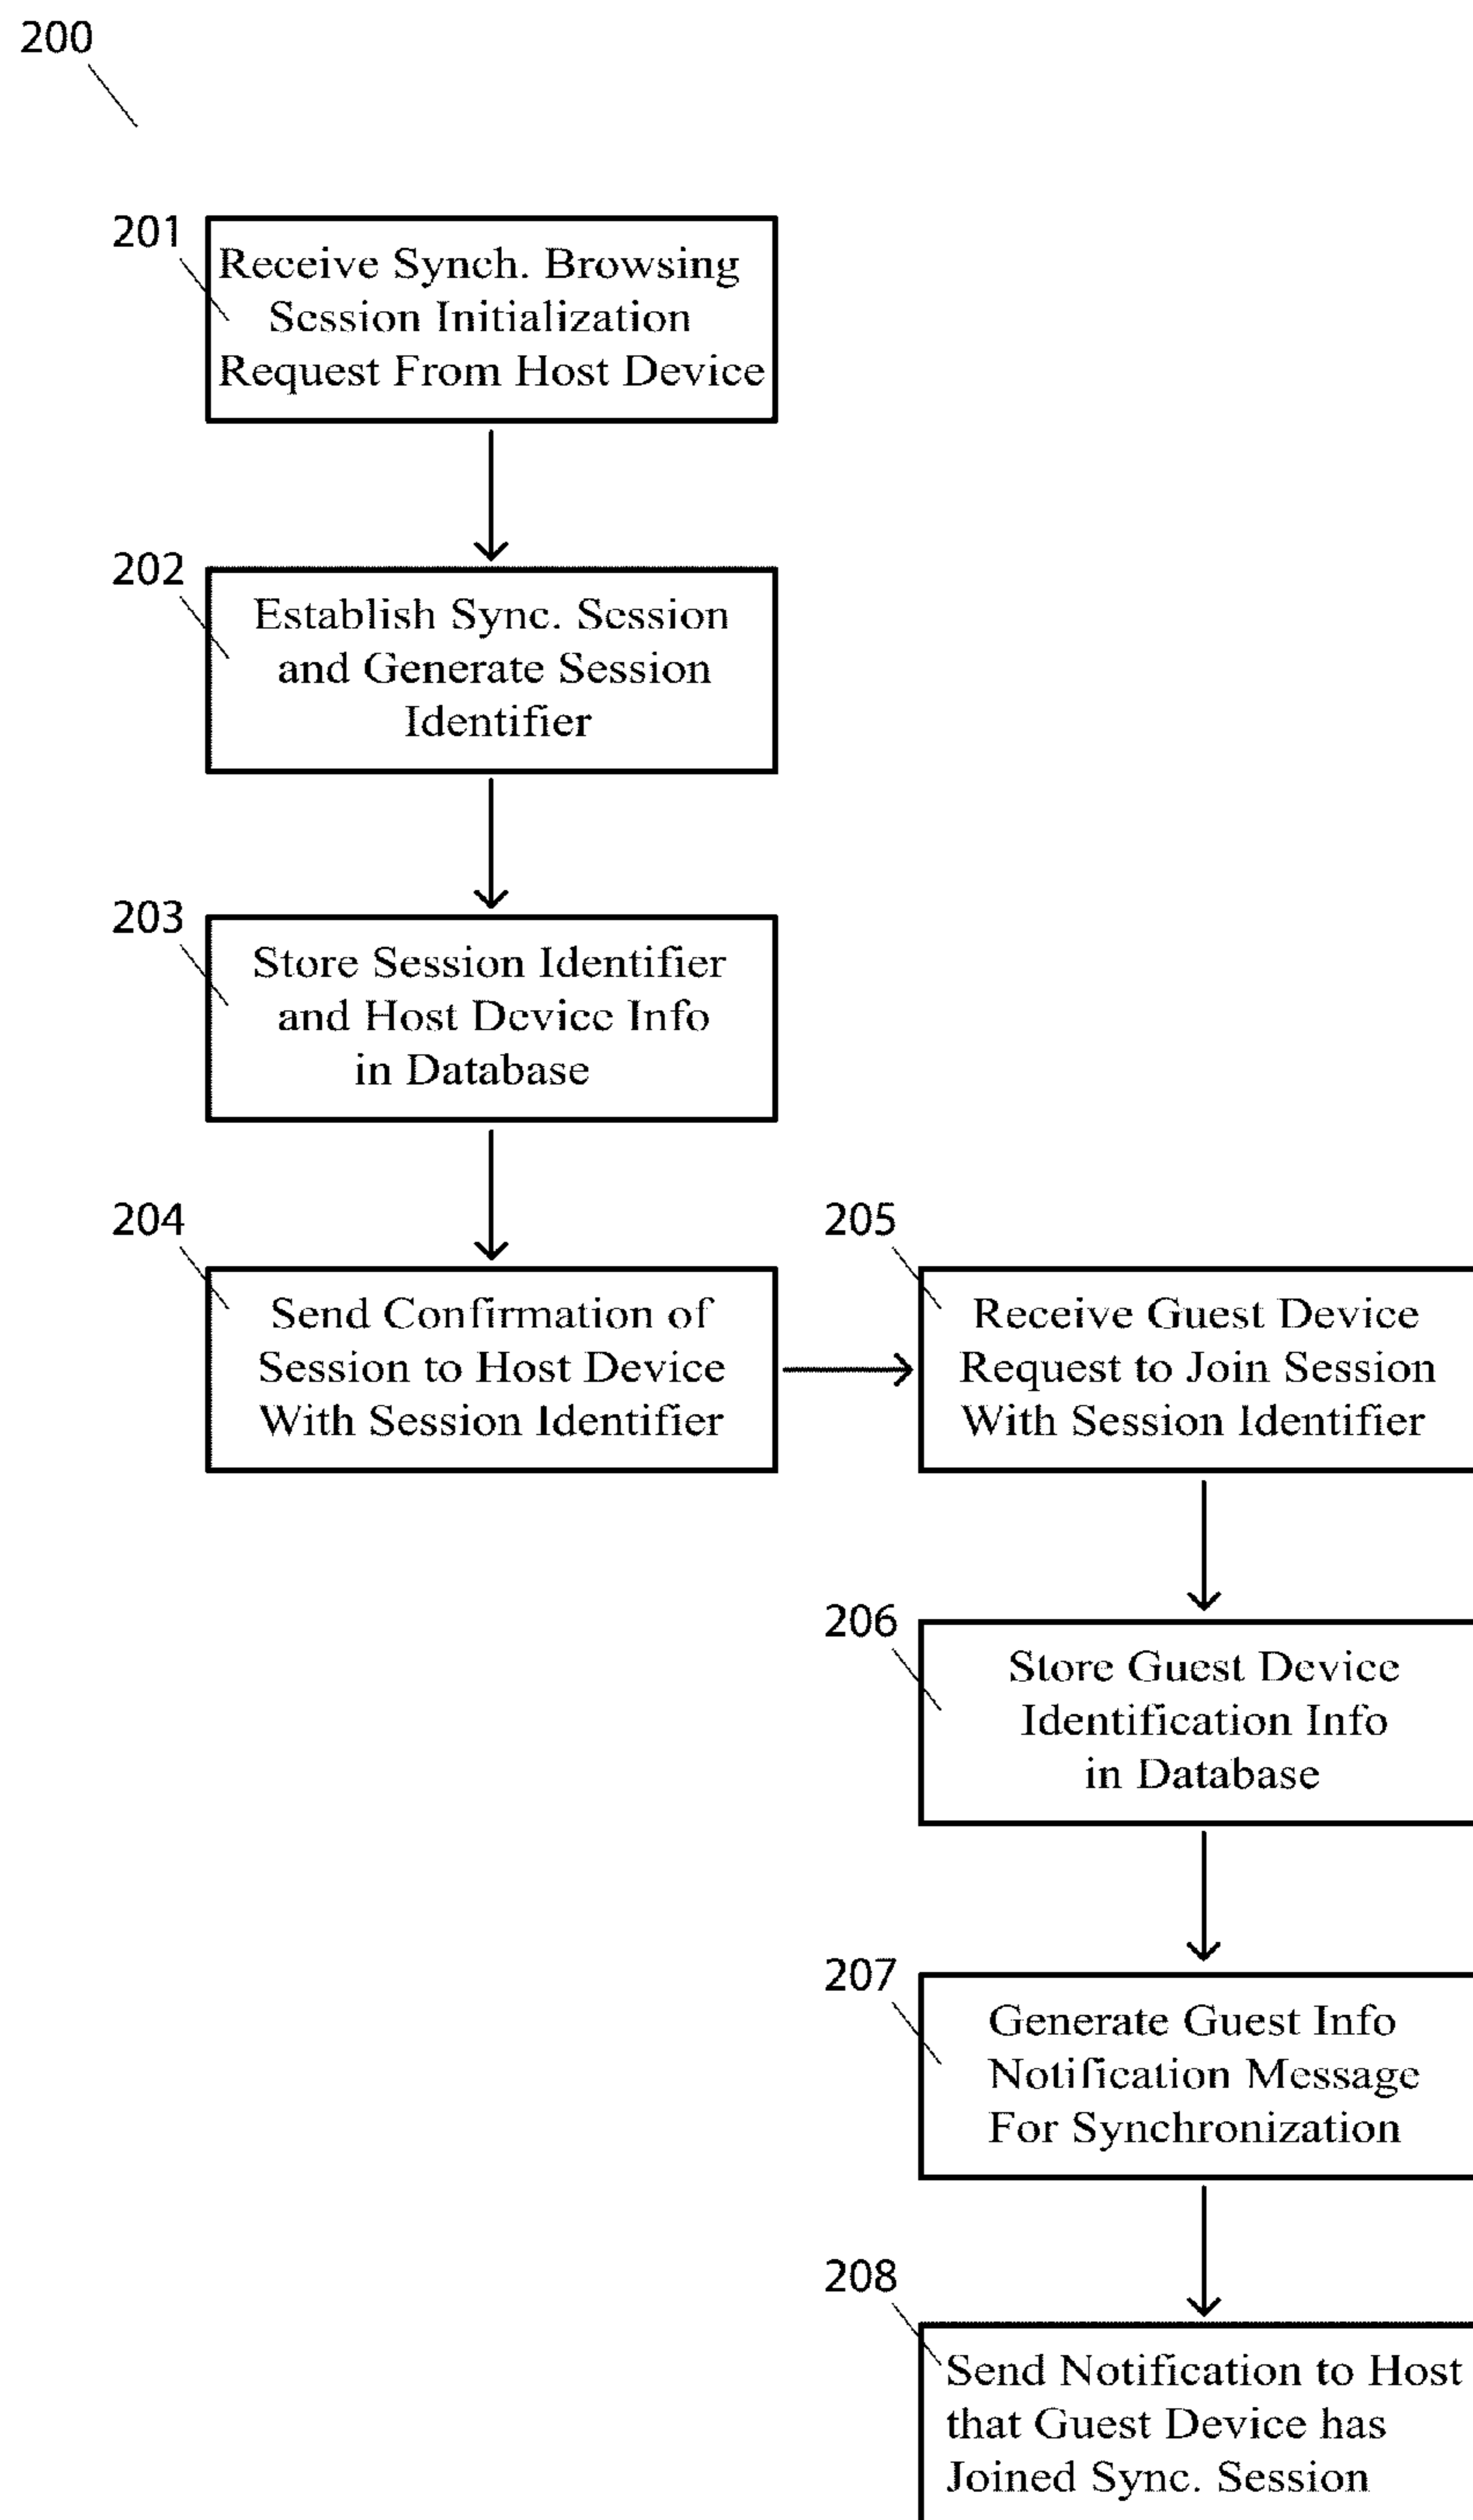 200
201
Receive Synch. Browsing
Session Initialization
Request From Host Device
202
Establish Sync. Session
and Generate Session
Identifier
203
Store Session Identifier
and Host Device Info
in Database
204
Send Confirmation of
Session to Host Device
With Session Identifier
205
Receive Guest Device
Request to Join Session
With Session Identifier
206
Store Guest Device
Identification Info
in Database
207
Generate Guest Info
Notification Message
For Synchronization
208
Send Notification to Host
that Guest Device has
Joined Sync. Session